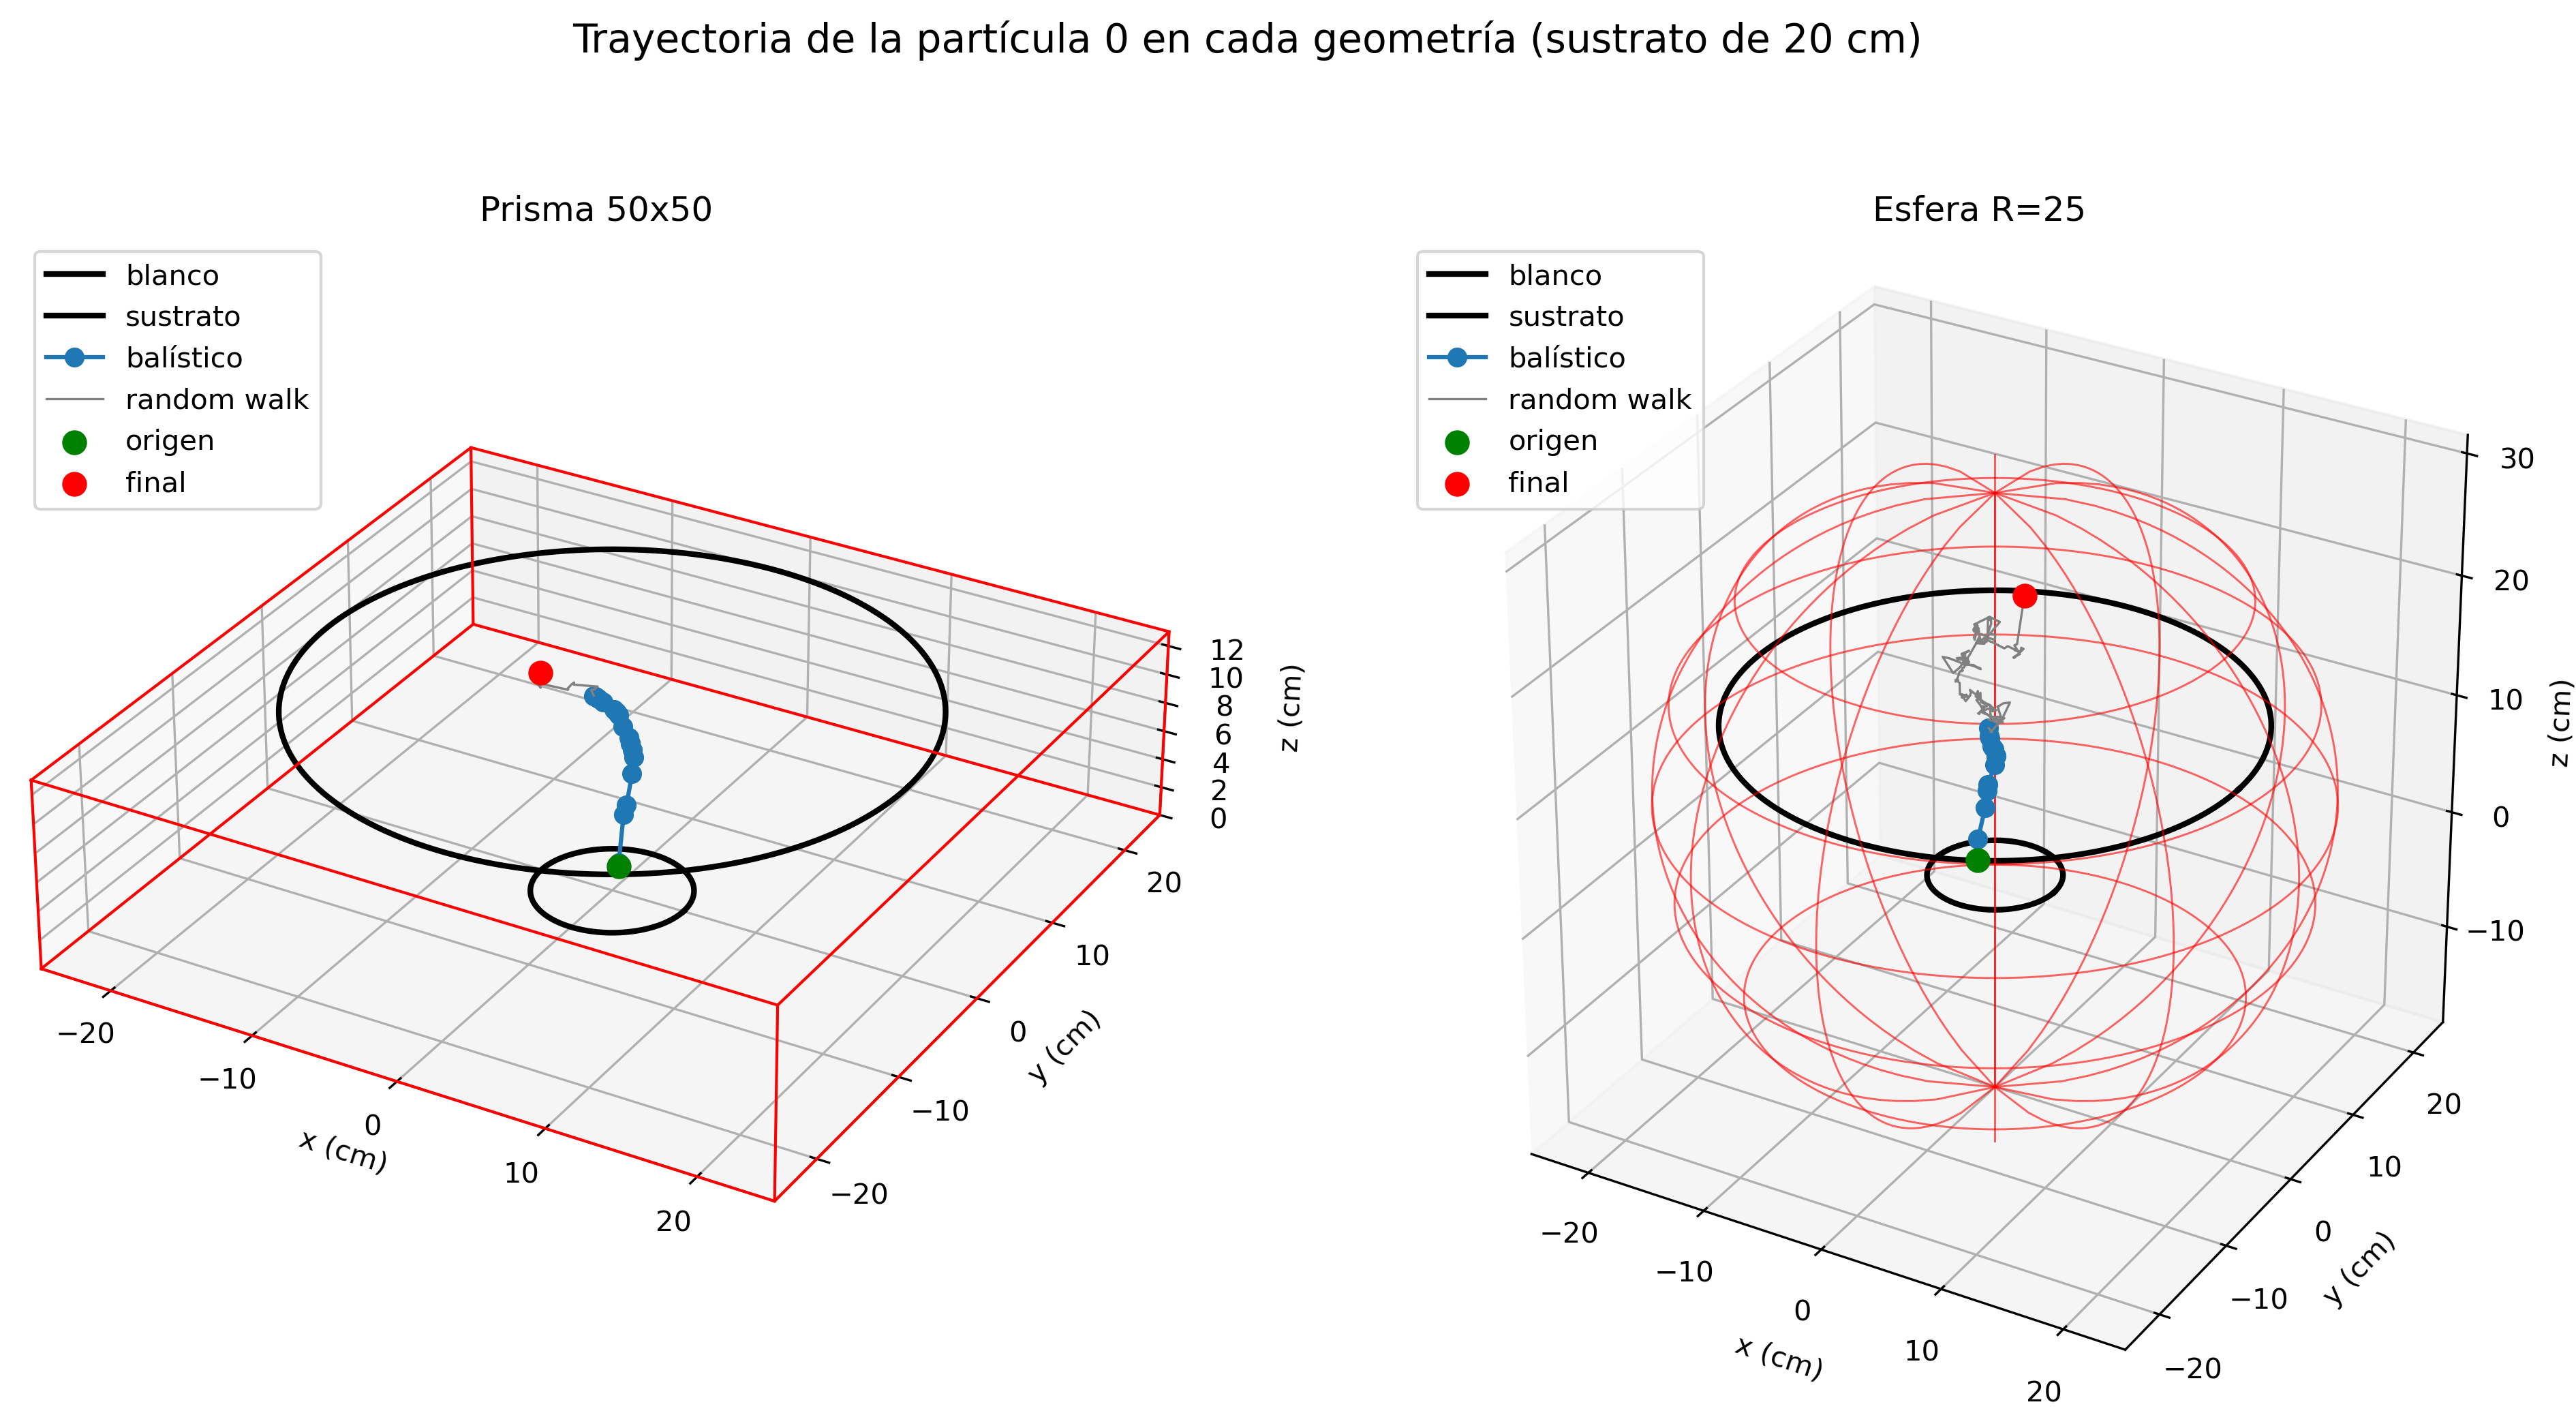 Trayectoria de la partícula 0 en cada geometría (sustrato de 20 cm)
Prisma 50x50
blanco
sustrato
balístico
random walk
origen
final
12
10
8
6
4
2
0
z (cm)
20
10
0
−10
−20
y (cm)
−20
−10
0
10
20
x (cm)
Esfera R=25
blanco
sustrato
balístico
random walk
origen
final
30
20
10
0
−10
z (cm)
20
10
0
−10
−20
y (cm)
−20
−10
0
10
20
x (cm)